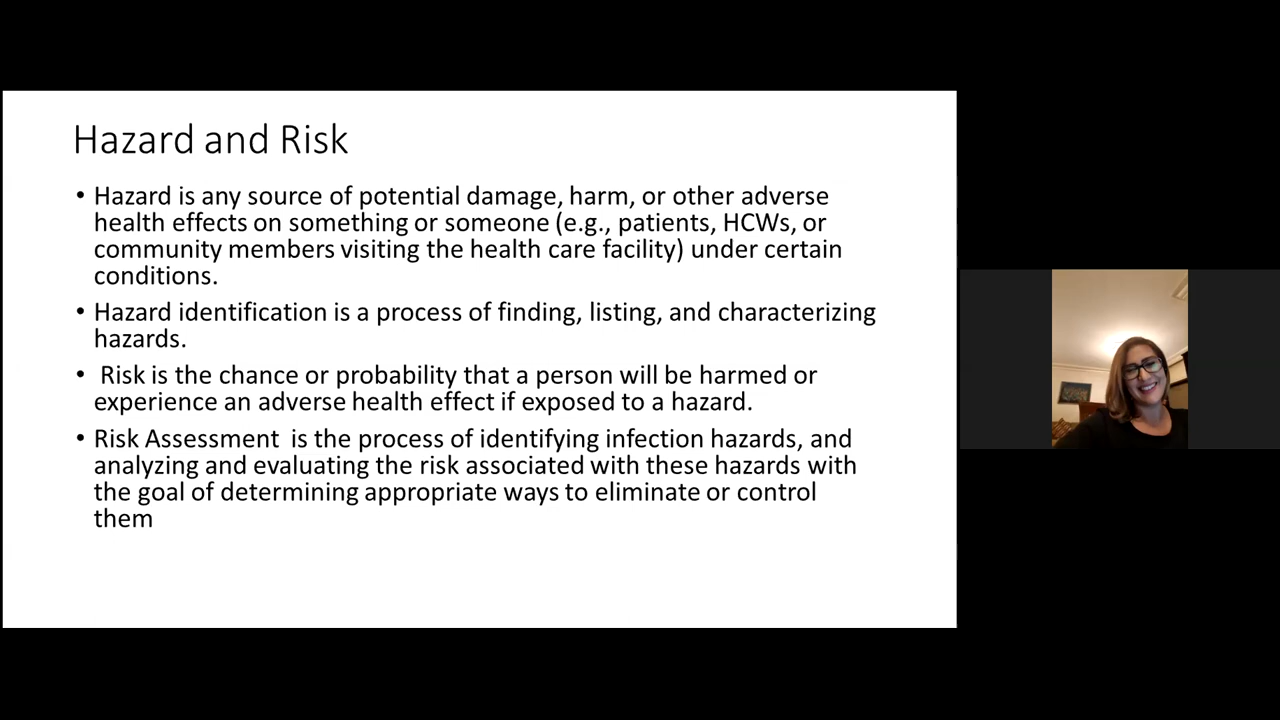 Hazard and Risk
• Hazard is any source of potential damage, harm, or other adverse
health effects on something or someone (e.g., patients, HCWs, or
community members visiting the health care facility) under certain
conditions.
• Hazard identification is a process of finding, listing, and characterizing
hazards.
• Risk is the chance or probability that a person will be harmed or
experience an adverse health effect if exposed to a hazard.
• Risk Assessment  is the process of identifying infection hazards, and
analyzing and evaluating the risk associated with these hazards with
the goal of determining appropriate ways to eliminate or control
them